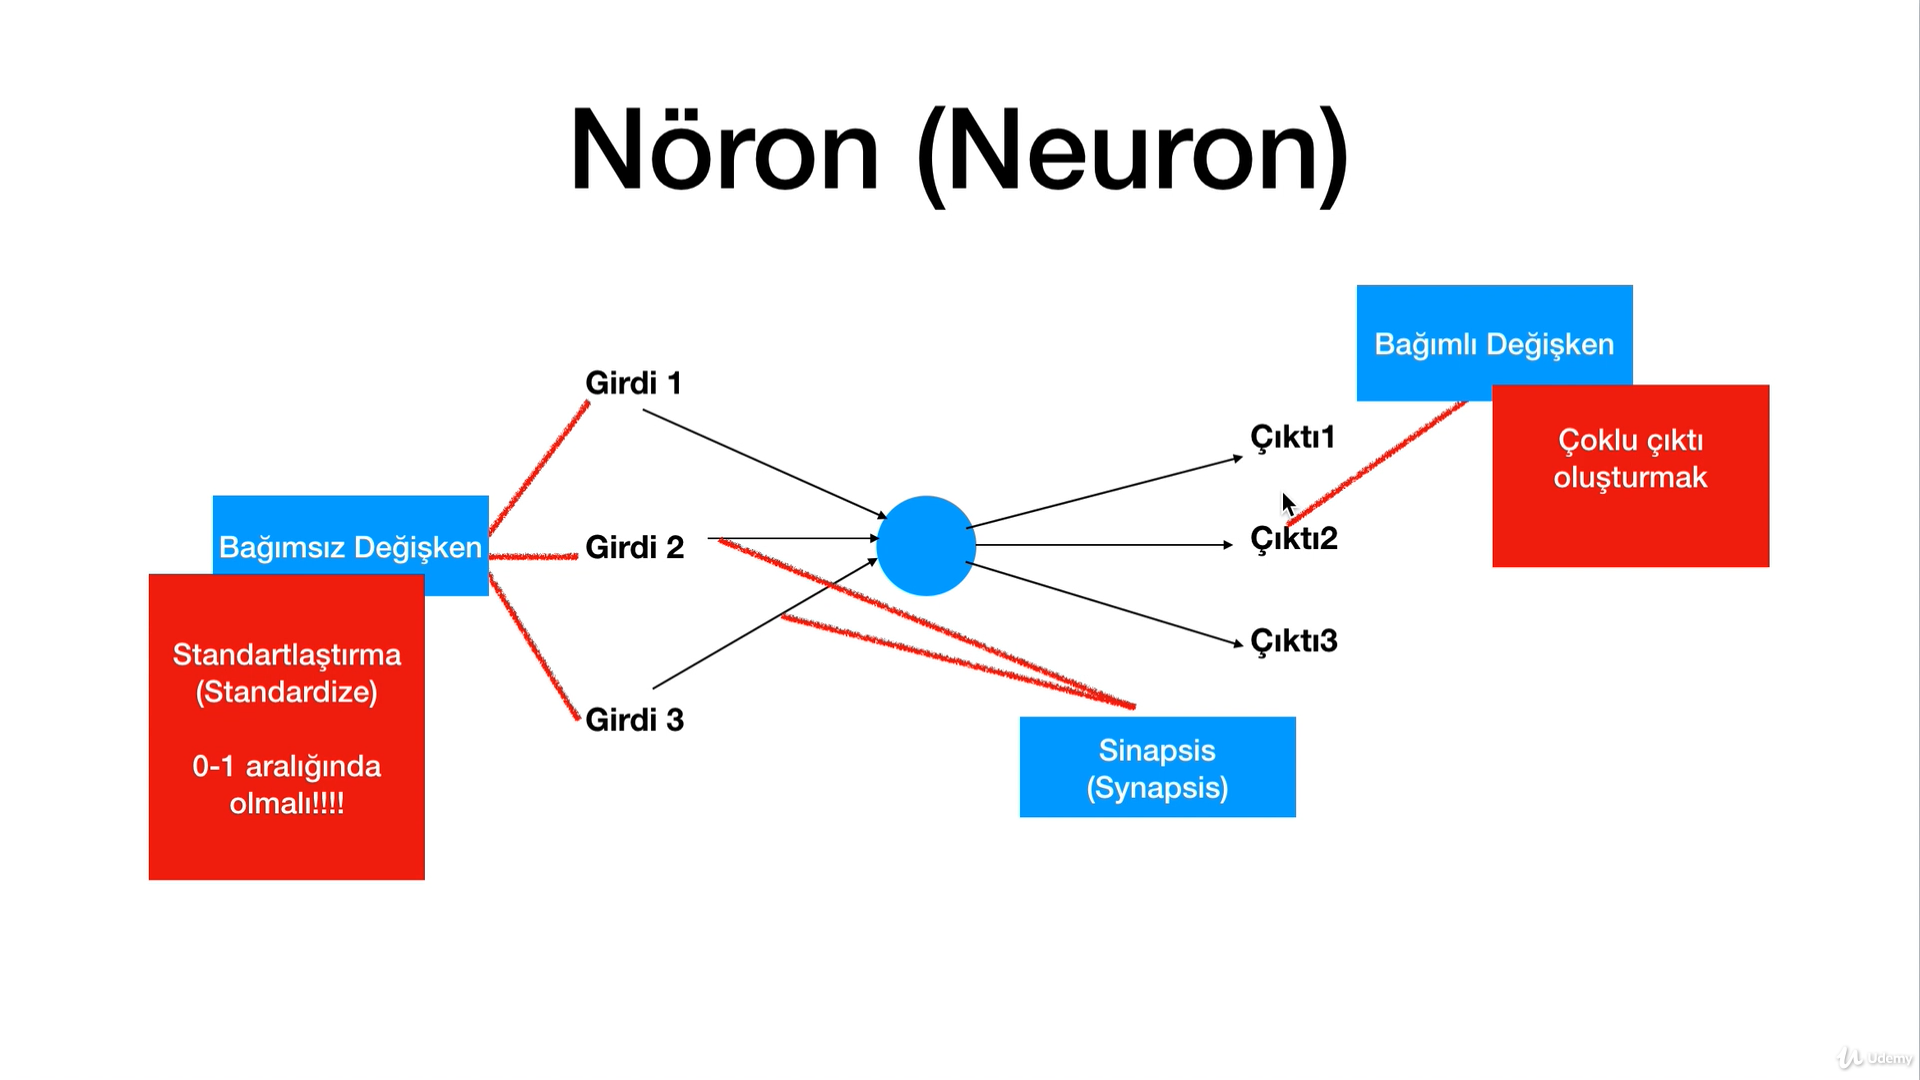 Nöron (Neuron)
Bağımlı Değişken
Girdi 1
Çıktı1
Çoklu çıktı
oluşturmak
Bağımsız Değişken
Girdi 2
Çıktı2
Standartlaştırma
(Standardize)
0-1 aralığında
olmalı!!!!
Girdi 3
Çıktı3
Sinapsis
(Synapsis)
Udemy